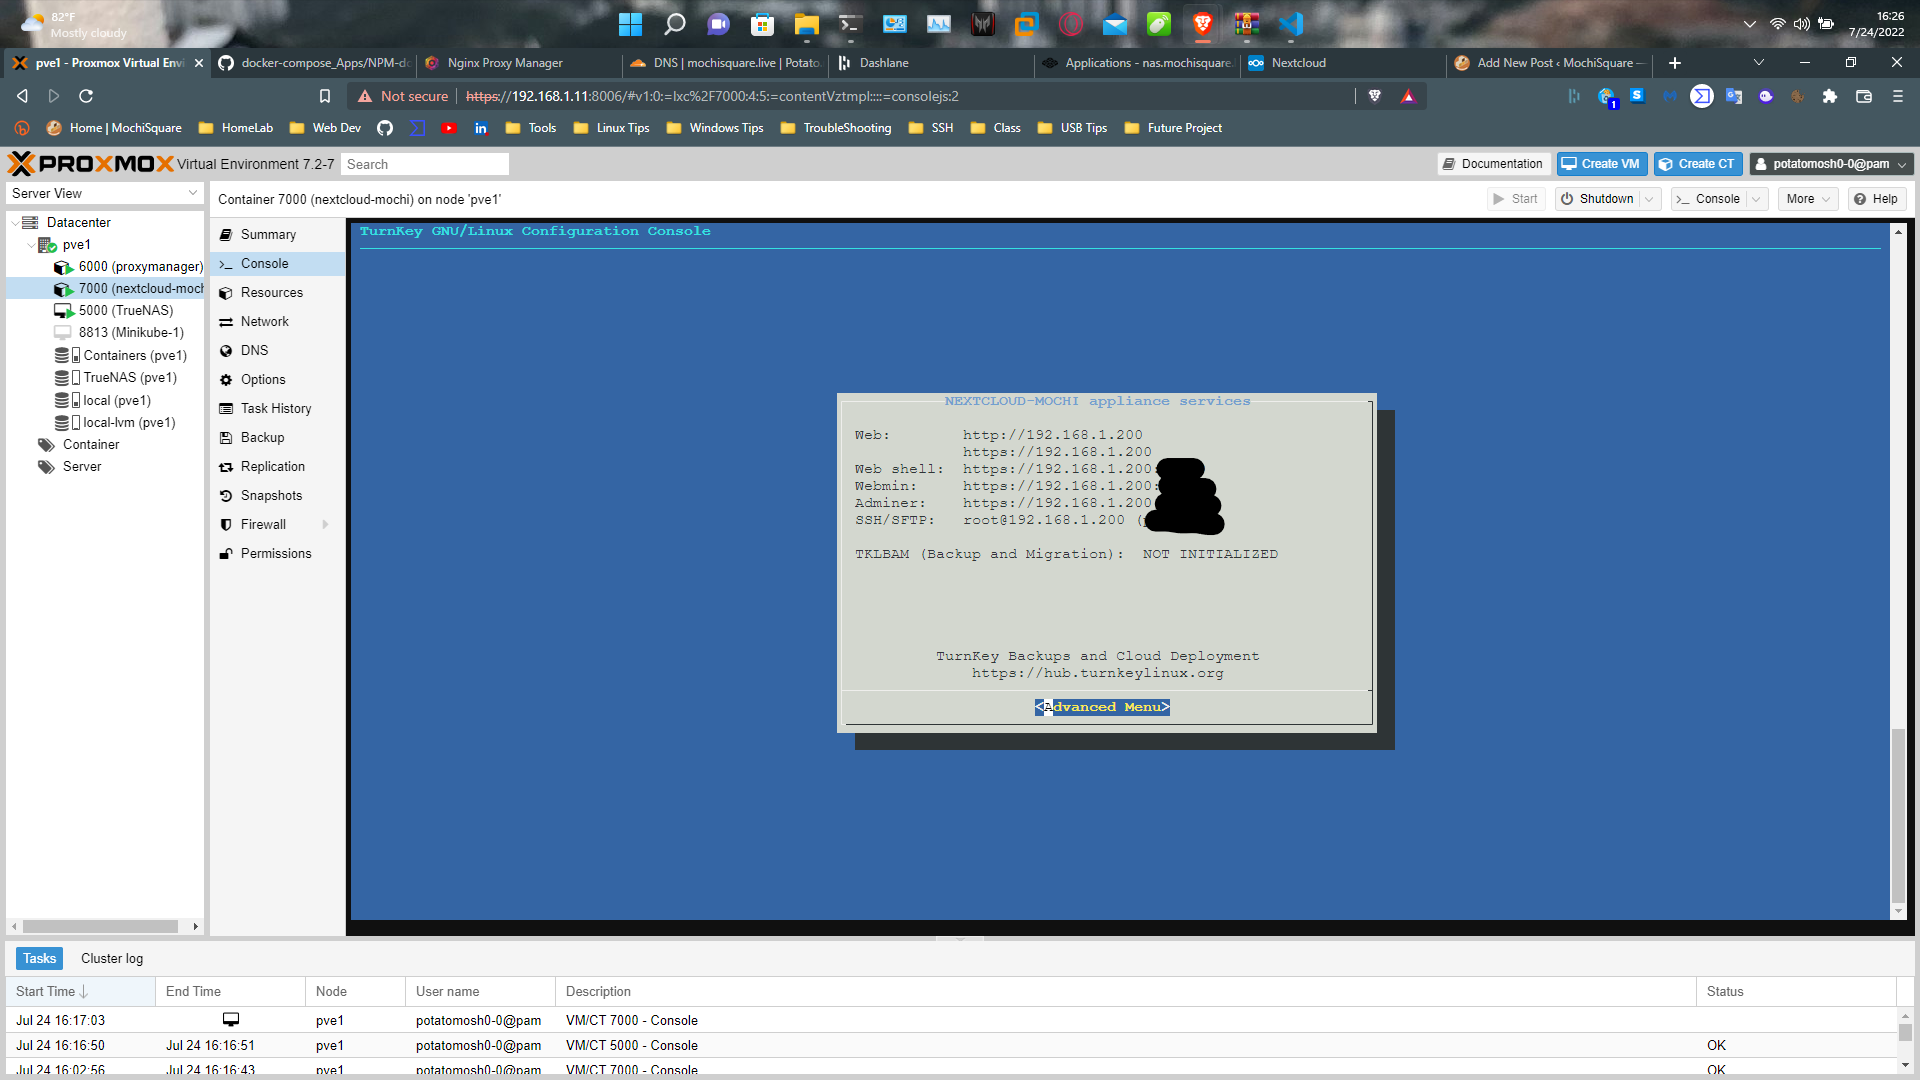 82°F
Mostly cloudy
16:26
7/24/2022
pve1 - Proxmox Virtual Envi
docker-compose_Apps/NPM-do
Nginx Proxy Manager
DNS | mochisquare.live | Potato
Dashlane
Applications - nas.mochisquare.
Nextcloud
Add New Post ‹ MochiSquare —
Not secure
https://192.168.1.11:8006/#v1:0:=lxc%2F7000:4:5:=contentVztmpl::::=consolejs:2
1
Home | MochiSquare
HomeLab
Web Dev
Tools
Linux Tips
Windows Tips
TroubleShooting
SSH
Class
USB Tips
Future Project
PROXMOX Virtual Environment 7.2-7
Search
Documentation
Create VM
Create CT
potatomosh0-0@pam
Server View
Container 7000 (nextcloud-mochi) on node 'pve1'
Start
Shutdown
Console
More
Help
Datacenter
pve1
6000 (proxymanager)
7000 (nextcloud-moch
5000 (TrueNAS)
8813 (Minikube-1)
Containers (pve1)
TrueNAS (pve1)
local (pve1)
local-lvm (pve1)
Container
Server
Summary
Console
Resources
Network
DNS
Options
Task History
Backup
Replication
Snapshots
Firewall
Permissions
TurnKey GNU/Linux Configuration Console
NEXTCLOUD-MOCHI appliance services
Web: http://192.168.1.200
https://192.168.1.200
Web shell: https://192.168.1.200:
Webmin: https://192.168.1.200:
Adminer: https://192.168.1.200
SSH/SFTP: root@192.168.1.200 (
TKLBAM (Backup and Migration): NOT INITIALIZED
TurnKey Backups and Cloud Deployment
https://hub.turnkeylinux.org
<Advanced Menu>
Tasks
Cluster log
Start Time
End Time
Node
User name
Description
Status
Jul 24 16:17:03
pve1
potatomosh0-0@pam
VM/CT 7000 - Console
Jul 24 16:16:50
Jul 24 16:16:51
pve1
potatomosh0-0@pam
VM/CT 5000 - Console
OK
Jul 24 16:02:56
Jul 24 16:16:43
pve1
potatomosh0-0@pam
VM/CT 7000 - Console
OK